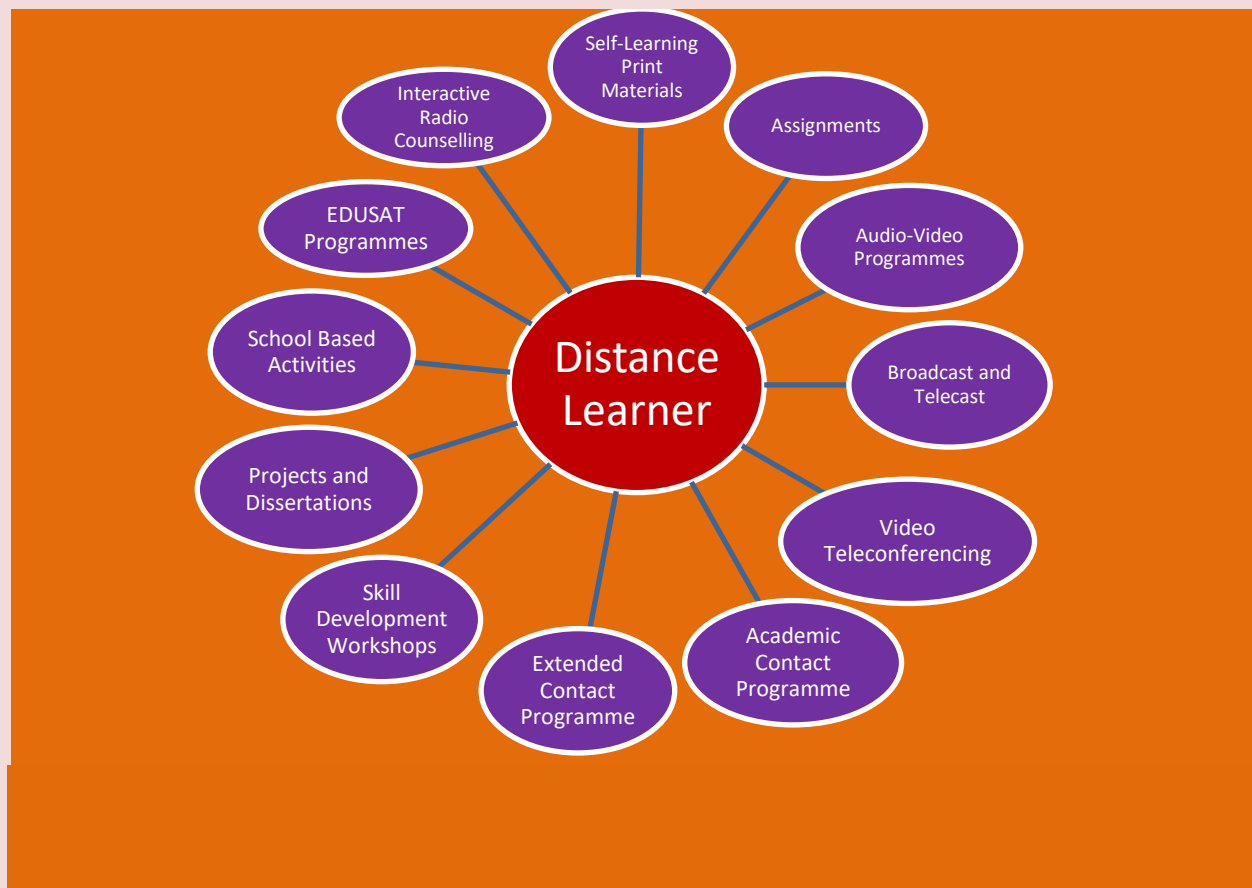 Self-Learning
Print
Materials
Assignments
Audio-Video
Programmes
Broadcast and
Telecast
Video
Teleconferencing
Academic
Contact
Programme
Extended
Contact
Programme
Skill
Development
Workshops
Projects and
Dissertations
School Based
Activities
EDUSAT
Programmes
Interactive
Radio
Counselling
Distance
Learner